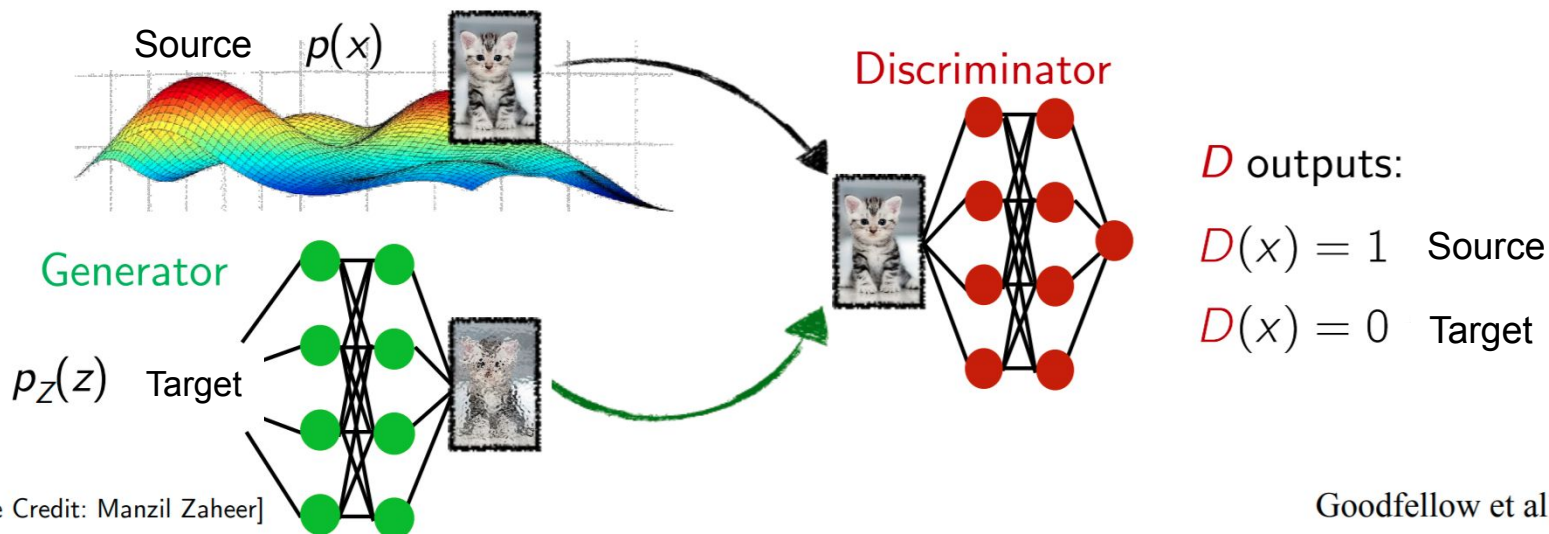 Source p(x)
Discriminator
D outputs:
D(x) = 1 Source
D(x) = 0 Target
Generator
p_Z(z) Target
Credit: Manzil Zaheer]
Goodfellow et al